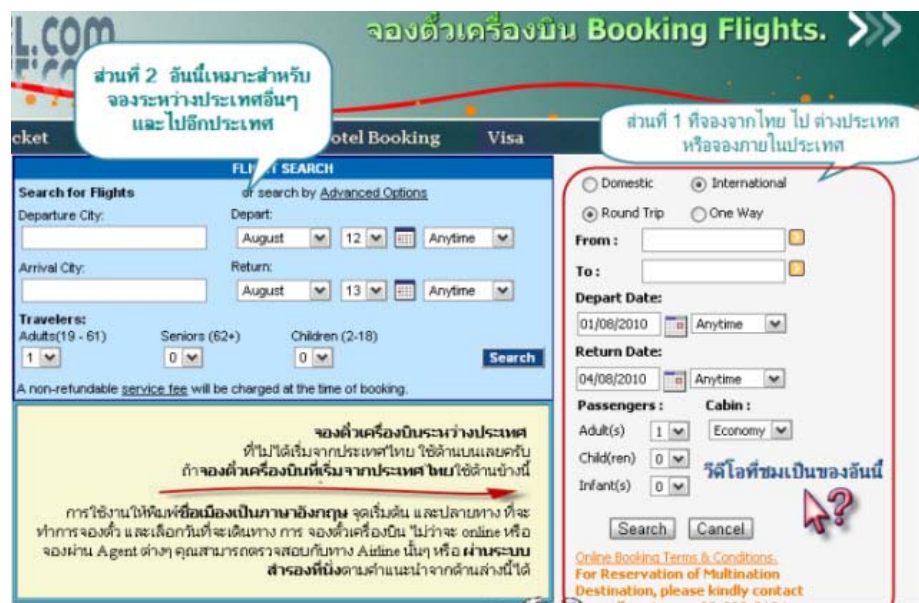 จองตั๋วเครื่องบิน Booking Flights.
ส่วนที่ 2 อันนี้เหมาะสำหรับ
จองระหว่างประเทศอื่นๆ
และไปอีกประเทศ
ส่วนที่ 1 ที่จองจากไทย ไป ต่างประเทศ
หรือจองภายในประเทศ
Visa
SEARCH
Search for Flights or search by Advanced Options
Departure City: Depart:
August 12 Anytime
Arrival City: Return:
August 13 Anytime
Travelers:
Adults(19 - 61) Seniors (62+) Children (2-18)
1 0 0 Search
A non-refundable service fee will be charged at the time of booking.
จองตั๋วเครื่องบินระหว่างประเทศ
ที่ไม่ได้เริ่มจากประเทศไทย ใช้ด้านบนเลยครับ
ถ้าจองตั๋วเครื่องบินที่เริ่มจากประเทศไทยใช้ด้านข้างนี้
การใช้งานให้พิมพ์ชื่อเมืองเป็นภาษาอังกฤษ จุดเริ่มต้น และปลายทาง ที่จะ
ทำการจองตั๋ว และเลือกวันที่จะเดินทาง การ จองตั๋วเครื่องบิน ไม่ว่าจะ online หรือ
จองผ่าน Agent ต่างๆ คุณสามารถตรวจสอบกับทาง Airline นั้นๆ หรือ ผ่านระบบ
สำรองที่นั่งตามคำแนะนำจากด้านล่างนี้ได้
Domestic International
Round Trip One Way
From :
To :
Depart Date:
01/08/2010 Anytime
Return Date:
04/08/2010 Anytime
Passengers : Cabin :
Adult(s) 1 Economy
Child(ren) 0
วีดีโอที่ชมเป็นของอันนี้
Infant(s) 0
?
Search Cancel
Online Booking Terms & Conditions.
For Reservation of Multination
Destination, please kindly contact